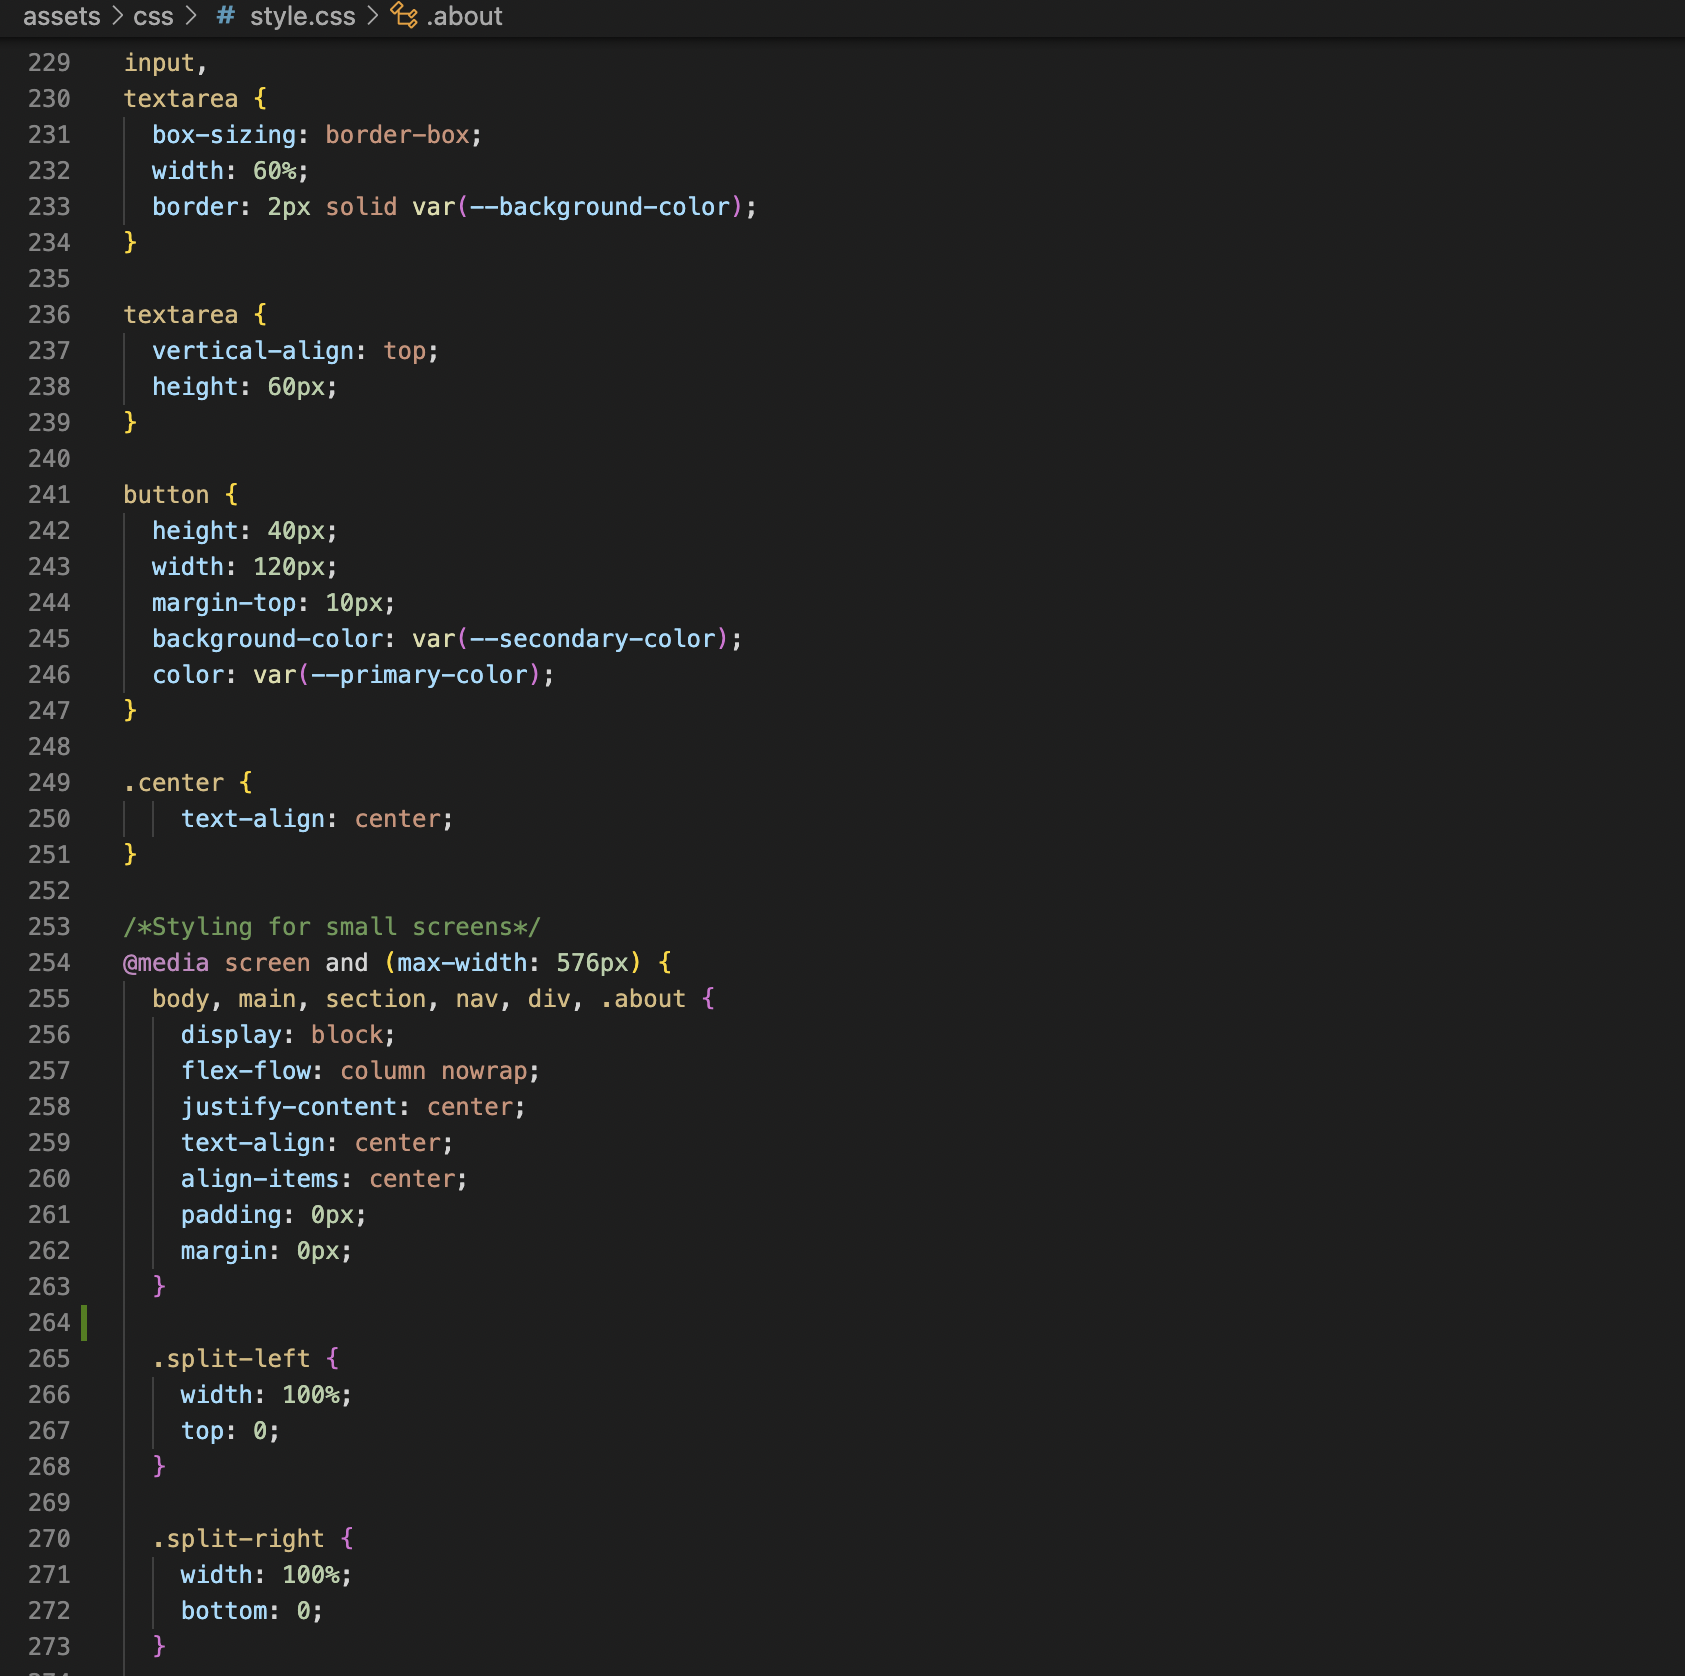 assets > css > # style.css > .about
229 input,
230 textarea {
231 box-sizing: border-box;
232 width: 60%;
233 border: 2px solid var(--background-color);
234 }
235
236 textarea {
237 vertical-align: top;
238 height: 60px;
239 }
240
241 button {
242 height: 40px;
243 width: 120px;
244 margin-top: 10px;
245 background-color: var(--secondary-color);
246 color: var(--primary-color);
247 }
248
249 .center {
250 text-align: center;
251 }
252
253 /*Styling for small screens*/
254 @media screen and (max-width: 576px) {
255 body, main, section, nav, div, .about {
256 display: block;
257 flex-flow: column nowrap;
258 justify-content: center;
259 text-align: center;
260 align-items: center;
261 padding: 0px;
262 margin: 0px;
263 }
264
265 .split-left {
266 width: 100%;
267 top: 0;
268 }
269
270 .split-right {
271 width: 100%;
272 bottom: 0;
273 }